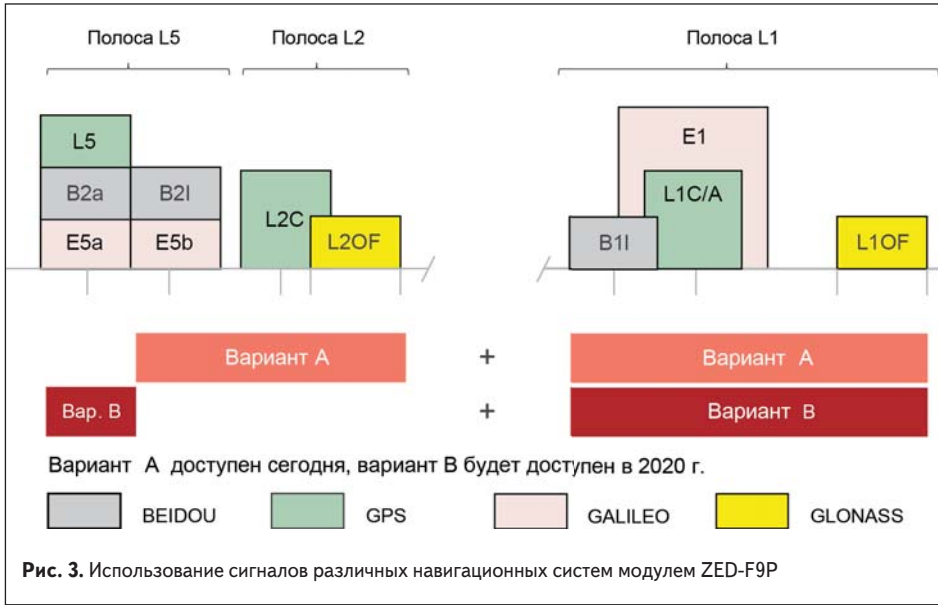 Полоса L5
Полоса L2
Полоса L1
L5
B2a
B2I
E5a
E5b
L2C
L2OF
E1
L1C/A
B1I
L1OF
Вариант А
+
Вариант А
Вар. В
+
Вариант В
Вариант А доступен сегодня, вариант В будет доступен в 2020 г.
BEIDOU
GPS
GALILEO
GLONASS
Рис. 3. Использование сигналов различных навигационных систем модулем ZED-F9P